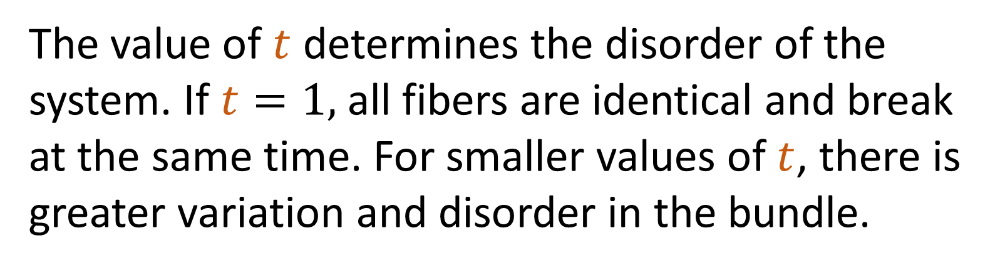 The value of t determines the disorder of the
system. If t = 1, all fibers are identical and break
at the same time. For smaller values of t, there is
greater variation and disorder in the bundle.